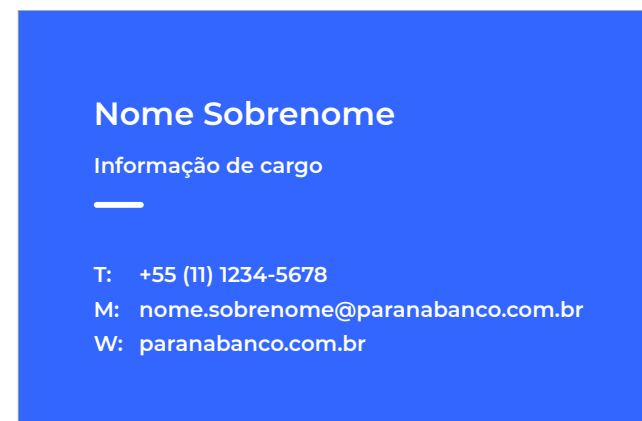 Nome Sobrenome
Informação de cargo
T: +55 (11) 1234-5678
M: nome.sobrenome@paranabanco.com.br
W: paranabanco.com.br